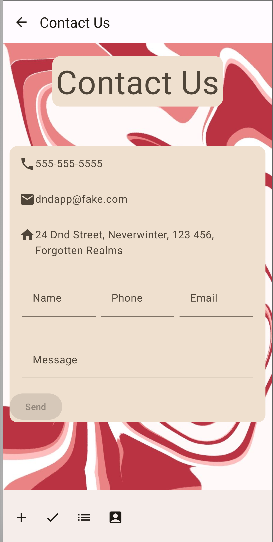 Contact Us
Contact Us
555 555 5555
dndapp@fake.com
24 Dnd Street, Neverwinter, 123 456,
Forgotten Realms
Name Phone Email
Message
Send